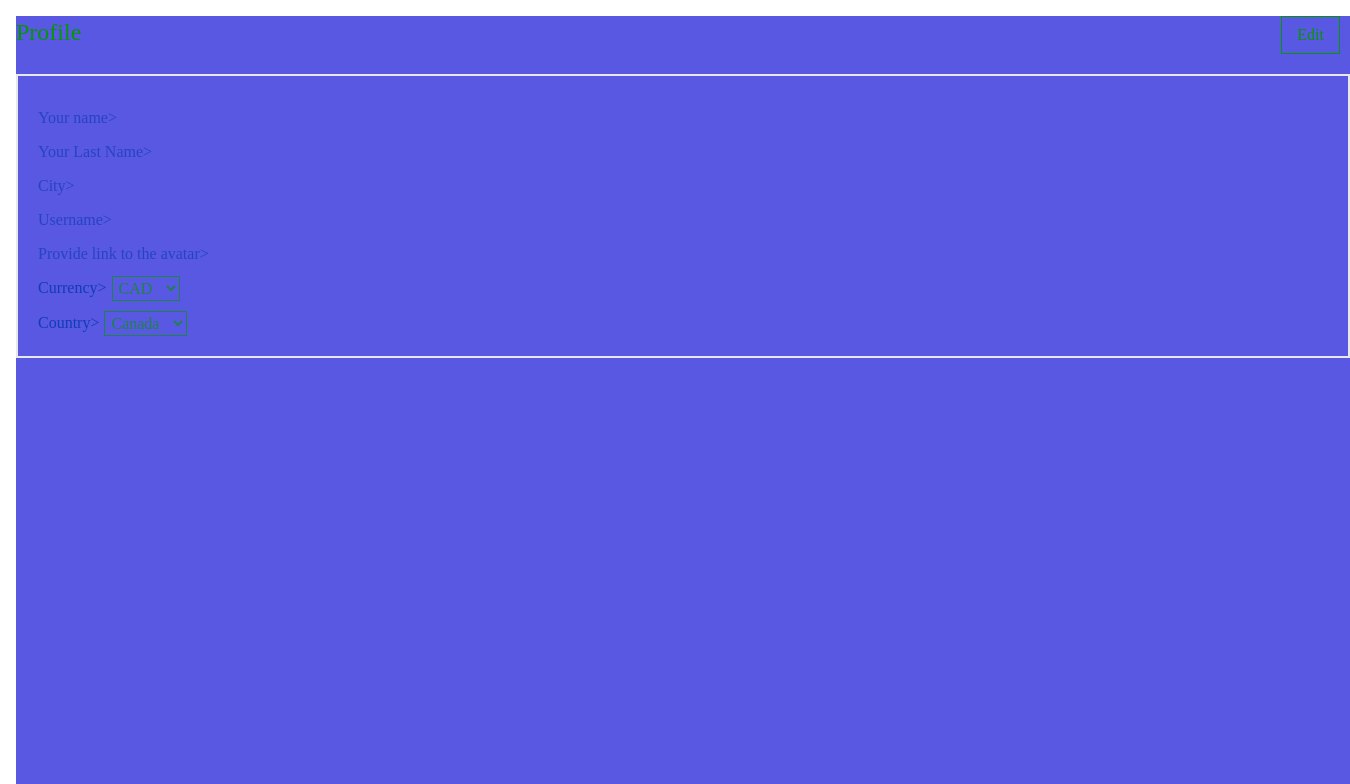 Profile
Edit
Your name>
Your Last Name>
City>
Username>
Provide link to the avatar>
Currency> CAD
Country> Canada